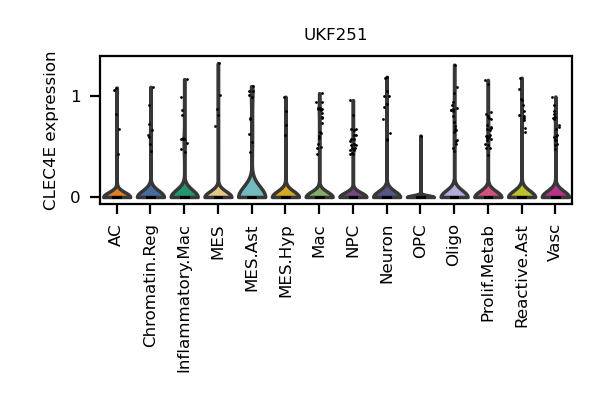 UKF251
CLEC4E expression
1
0
AC
Chromatin.Reg
Inflammatory.Mac
MES
MES.Ast
MES.Hyp
Mac
NPC
Neuron
OPC
Oligo
Prolif.Metab
Reactive.Ast
Vasc